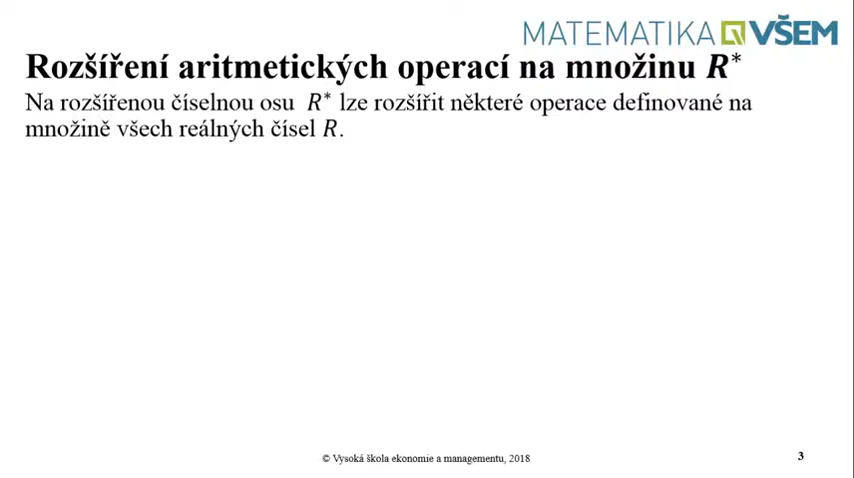 MATEMATIKA VŠEM
Rozšíření aritmetických operací na množinu R*
Na rozšířenou číselnou osu R* lze rozšířit některé operace definované na
množině všech reálných čísel R.
© Vysoká škola ekonomie a managementu, 2018
3